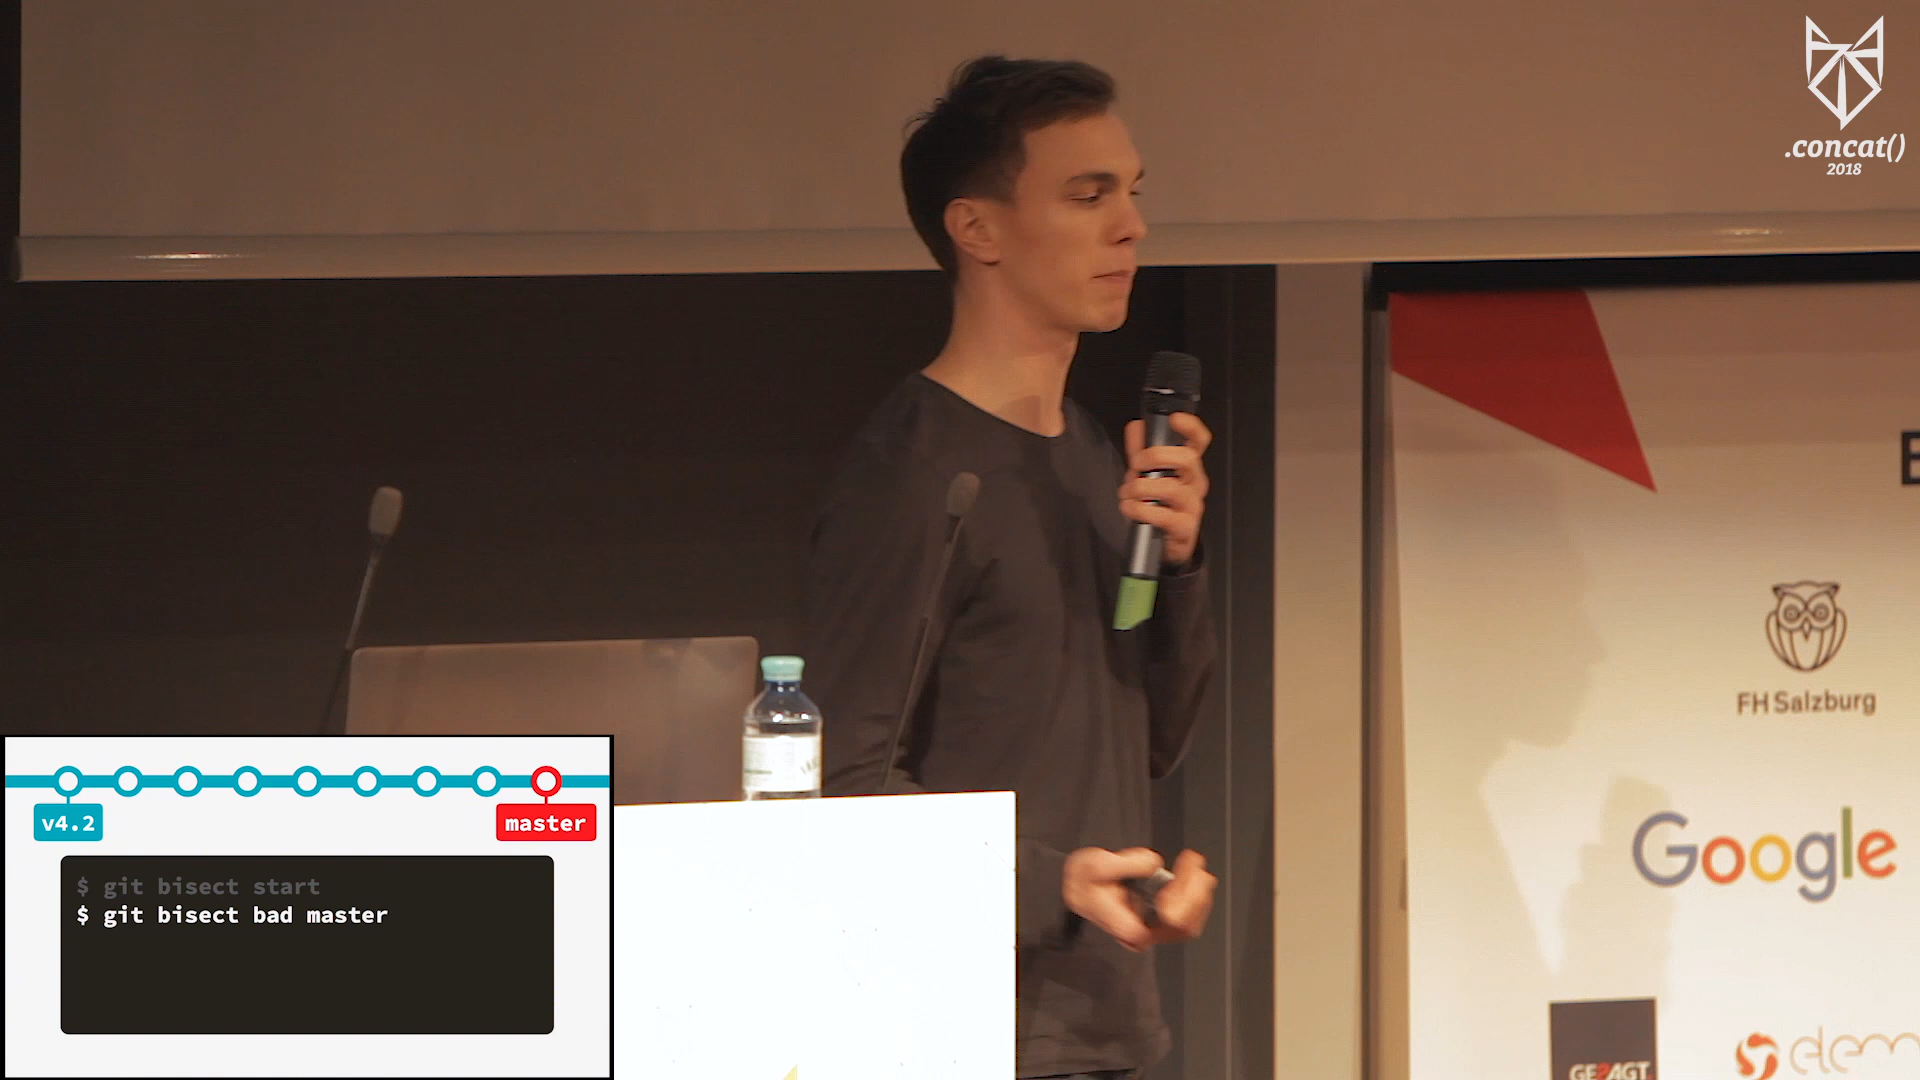 .concat()
2018
FH Salzburg
Google
v4.2
master
$ git bisect start
$ git bisect bad master